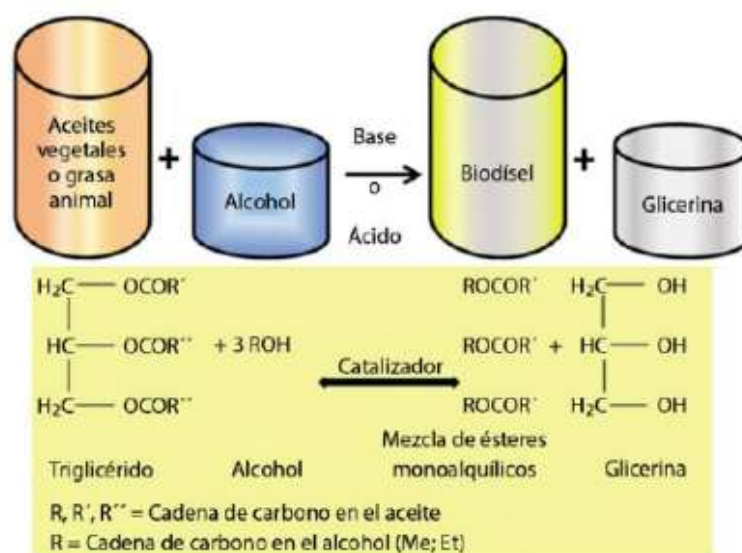 Aceites
vegetales
o grasa
animal
+
Alcohol
Base
o
Ácido
Biodísel
+
Glicerina
H₂C — OCOR´
HC — OCOR´´ + 3 ROH
H₂C — OCOR´´
Catalizador
ROCOR´ H₂C — OH
ROCOR´ + HC — OH
ROCOR´ H₂C — OH
Triglicérido
Alcohol
Mezcla de ésteres
monoalquílicos
Glicerina
R, R´, R´´ = Cadena de carbono en el aceite
R = Cadena de carbono en el alcohol (Me; Et)